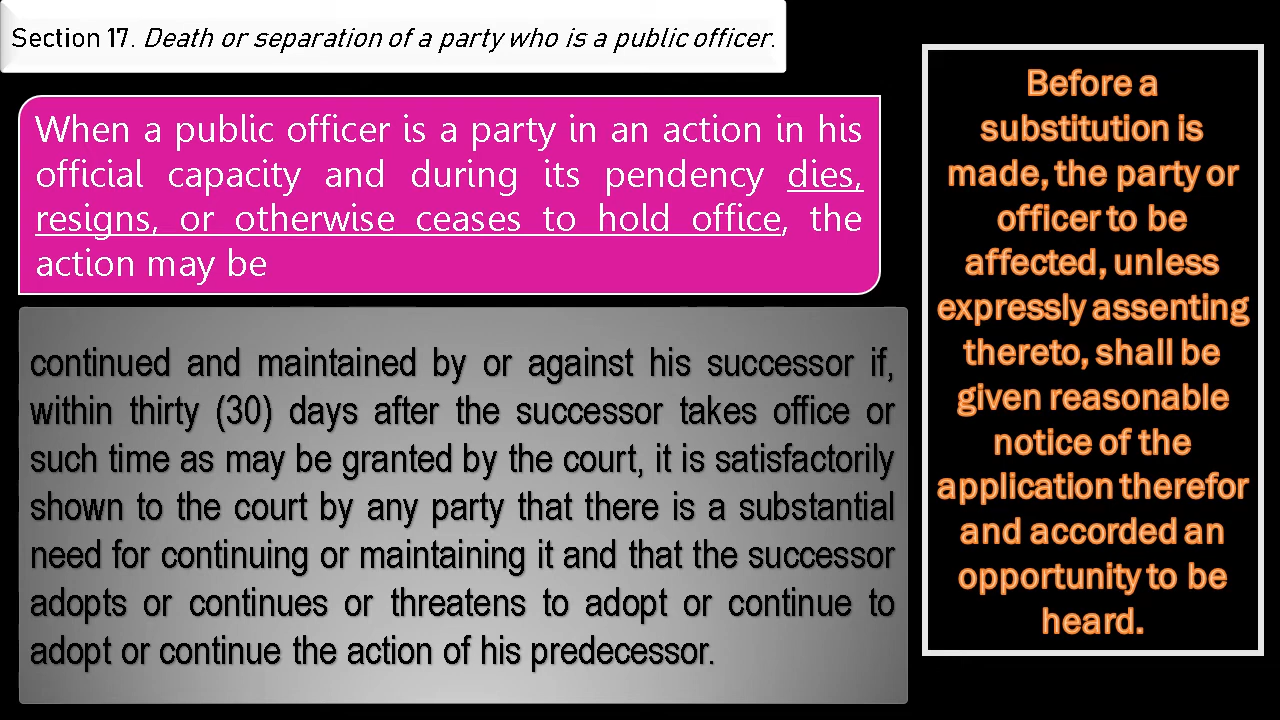 Section 17. Death or separation of a party who is a public officer.
When a public officer is a party in an action in his
official capacity and during its pendency dies,
resigns, or otherwise ceases to hold office, the
action may be
continued and maintained by or against his successor if,
within thirty (30) days after the successor takes office or
such time as may be granted by the court, it is satisfactorily
shown to the court by any party that there is a substantial
need for continuing or maintaining it and that the successor
adopts or continues or threatens to adopt or continue to
adopt or continue the action of his predecessor.
Before a
substitution is
made, the party or
officer to be
affected, unless
expressly assenting
thereto, shall be
given reasonable
notice of the
application therefor
and accorded an
opportunity to be
heard.